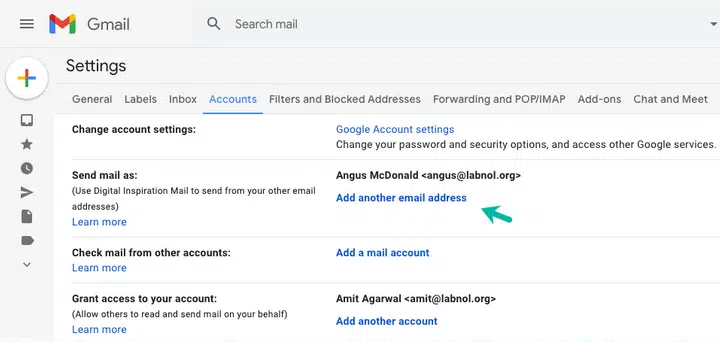 Gmail
Search mail
Settings
General Labels Inbox Accounts Filters and Blocked Addresses Forwarding and POP/IMAP Add-ons Chat and Meet
Change account settings: Google Account settings
Change your password and security options, and access other Google services.
Send mail as: Angus McDonald <angus@labnol.org>
(Use Digital Inspiration Mail to send from your other email
addresses)
Add another email address
Learn more
Check mail from other accounts: Add a mail account
Learn more
Grant access to your account: Amit Agarwal <amit@labnol.org>
(Allow others to read and send mail on your behalf)
Add another account
Learn more